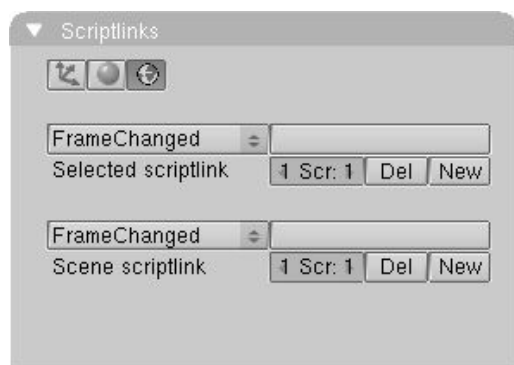 Scriptlinks
FrameChanged
Selected scriptlink 1 Scr: 1 Del New
FrameChanged
Scene scriptlink 1 Scr: 1 Del New